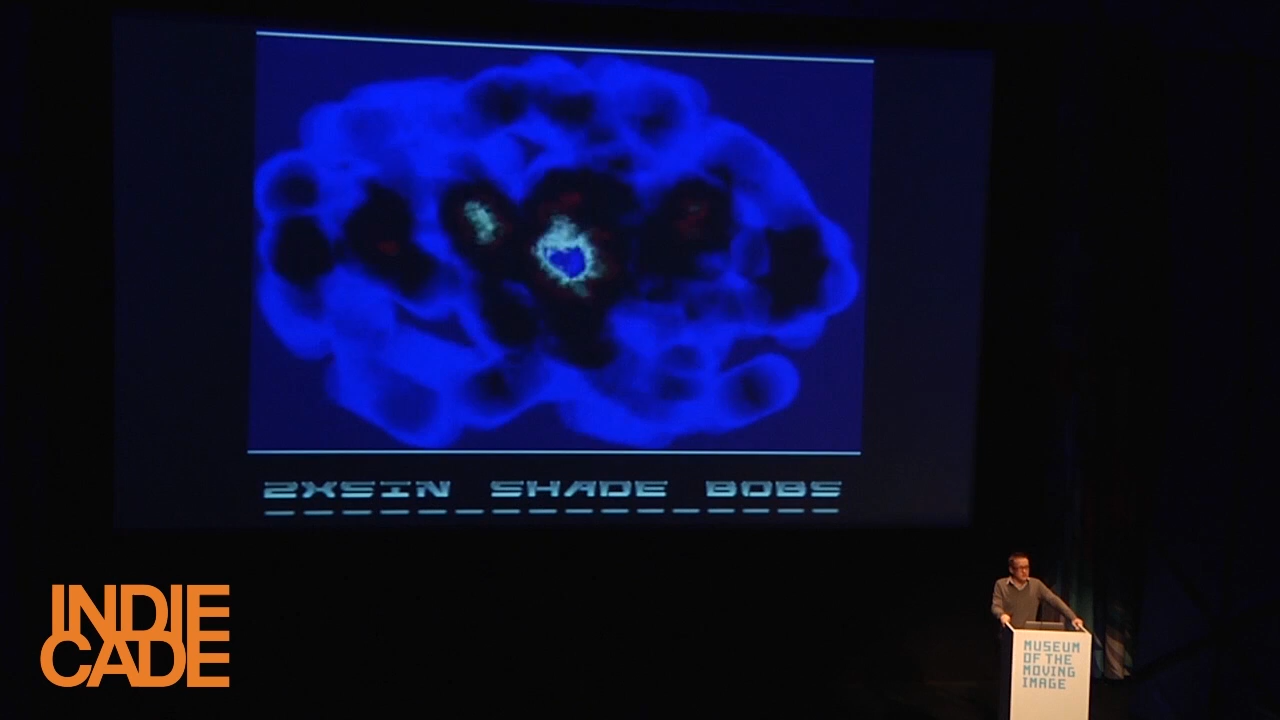 2XSIN SHADE BOBS
INDIE
CADE
MUSEUM
OF THE
MOVING
IMAGE